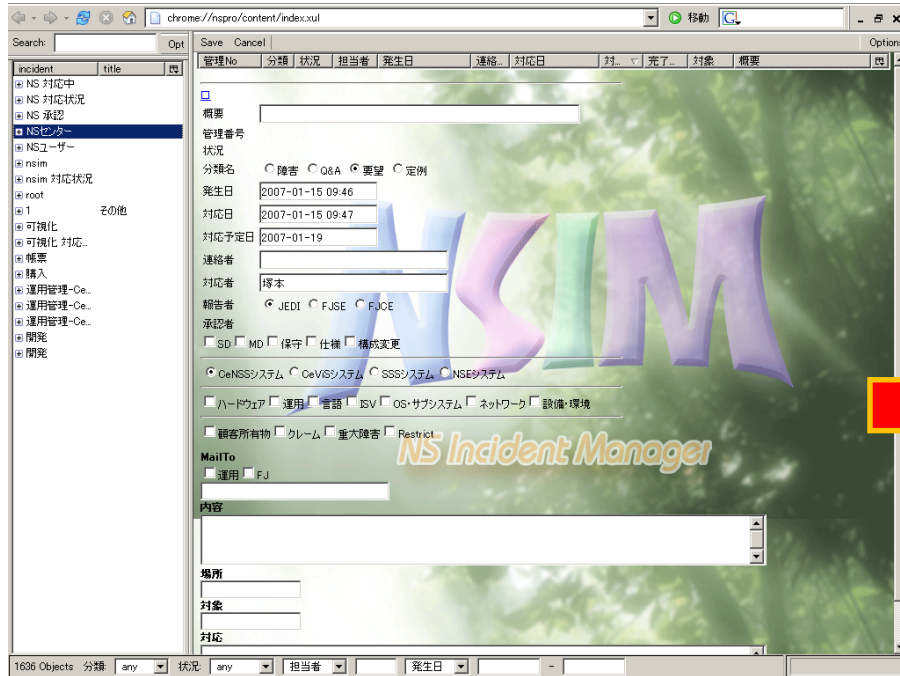 chrome://nspro/content/index.xul 移動 G
Search: Opt Save Cancel Option
incident title
管理No 分類 状況 担当者 発生日 連絡... 対応日 対... 完了... 対象 概要
NS 対応中
NS 対応状況
NS 承認
NSセンター
NSユーザー
nsim
nsim 対応状況
root
1 その他
可視化
可視化 対応...
帳票
購入
運用管理-Ce...
運用管理-Ce...
運用管理-Ce...
開発
開発
概要
管理番号
状況
分類名 障害 Q&A 要望 定例
発生日 2007-01-15 09:46
対応日 2007-01-15 09:47
対応予定日 2007-01-19
連絡者
対応者 塚本
報告者 JEDI FJSE FJCE
承認者
SD MD 保守 仕様 構成変更
CeNSSシステム CeViSシステム SSSシステム NSEシステム
ハードウェア 運用 言語 ISV OS・サブシステム ネットワーク 設備・環境
顧客所有物 クレーム 重大障害 Restrict
NSIM
NS Incident Manager
MailTo
運用 FJ
内容
場所
対象
対応
1636 Objects 分類: any 状況: any 担当者 発生日 -